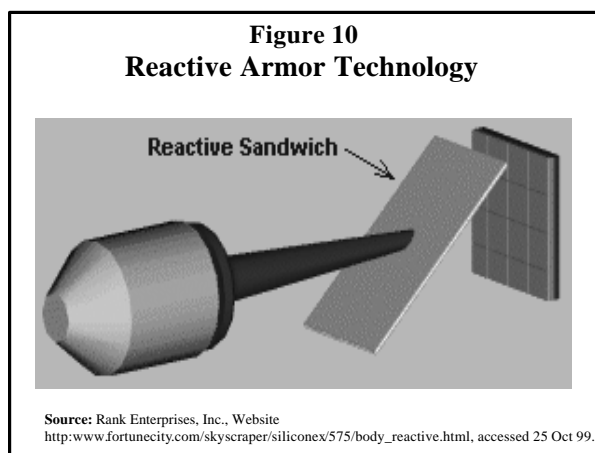 Figure 10
Reactive Armor Technology
Reactive Sandwich
Source: Rank Enterprises, Inc., Website
http:www.fortunecity.com/skyscraper/siliconex/575/body_reactive.html, accessed 25 Oct 99.